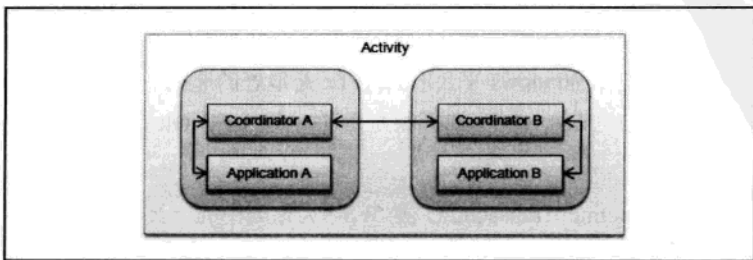 Activity
Coordinator A
Coordinator B
Application A
Application B